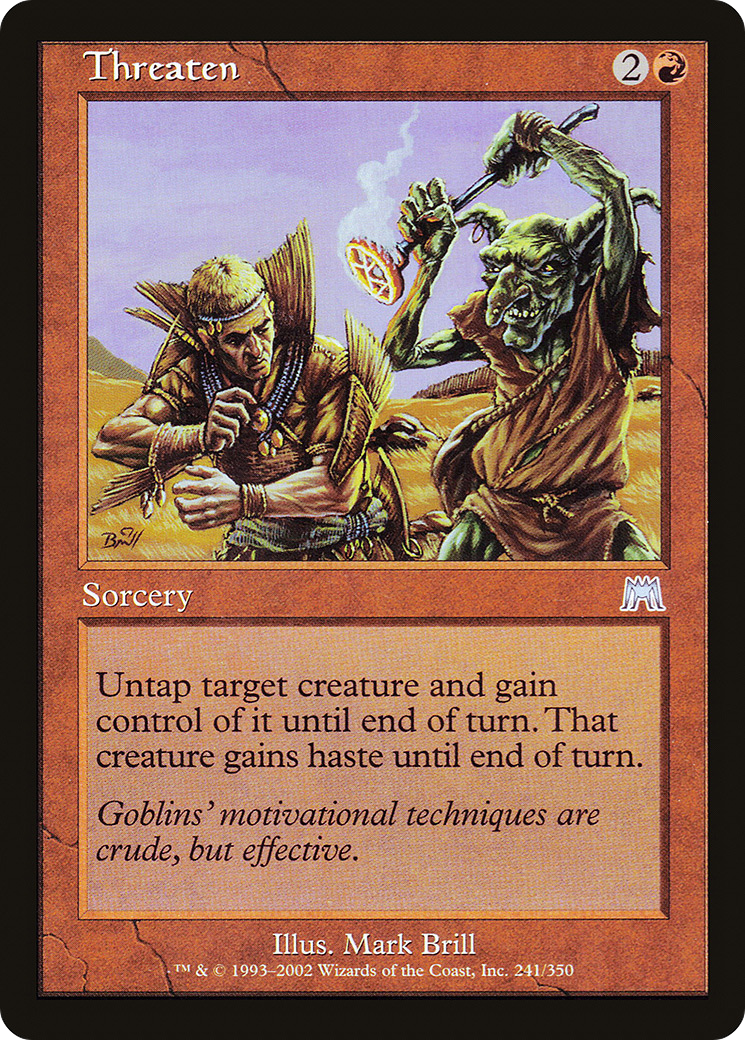 Threaten 2
Brill
Sorcery
Untap target creature and gain
control of it until end of turn. That
creature gains haste until end of turn.
Goblins' motivational techniques are
crude, but effective.
Illus. Mark Brill
™ & © 1993–2002 Wizards of the Coast, Inc. 241/350